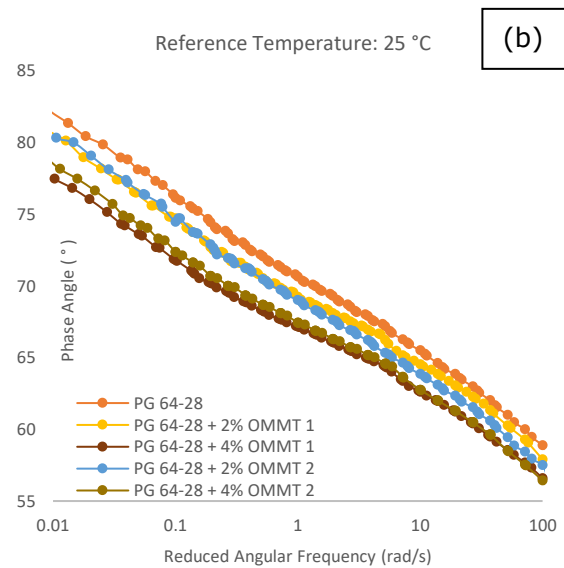 (b)
Reference Temperature: 25 °C
85
80
75
70
65
60
55
Phase Angle ( ° )
PG 64-28
PG 64-28 + 2% OMMT 1
PG 64-28 + 4% OMMT 1
PG 64-28 + 2% OMMT 2
PG 64-28 + 4% OMMT 2
0.01 0.1 1 10 100
Reduced Angular Frequency (rad/s)